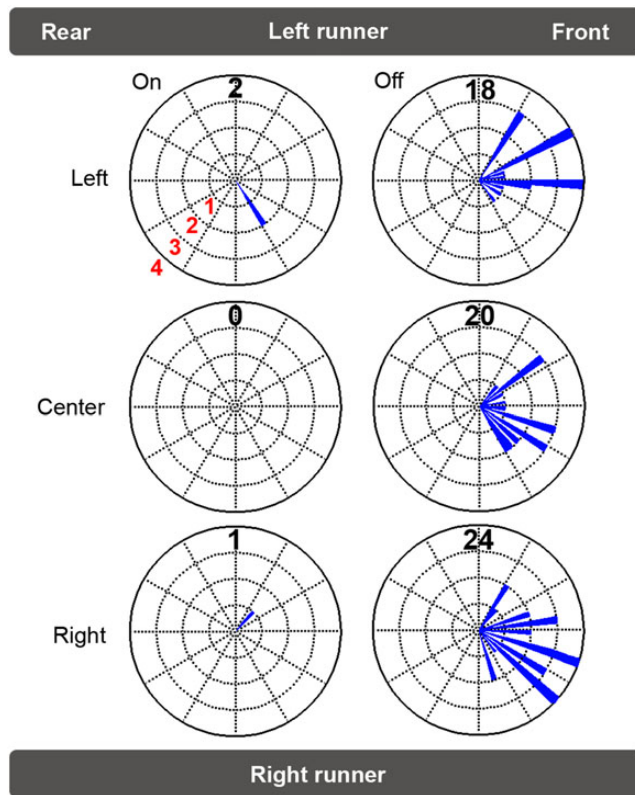 Rear Left runner Front
On Off
2 18
Left
1
2
3
4
0 20
Center
1 24
Right
Right runner